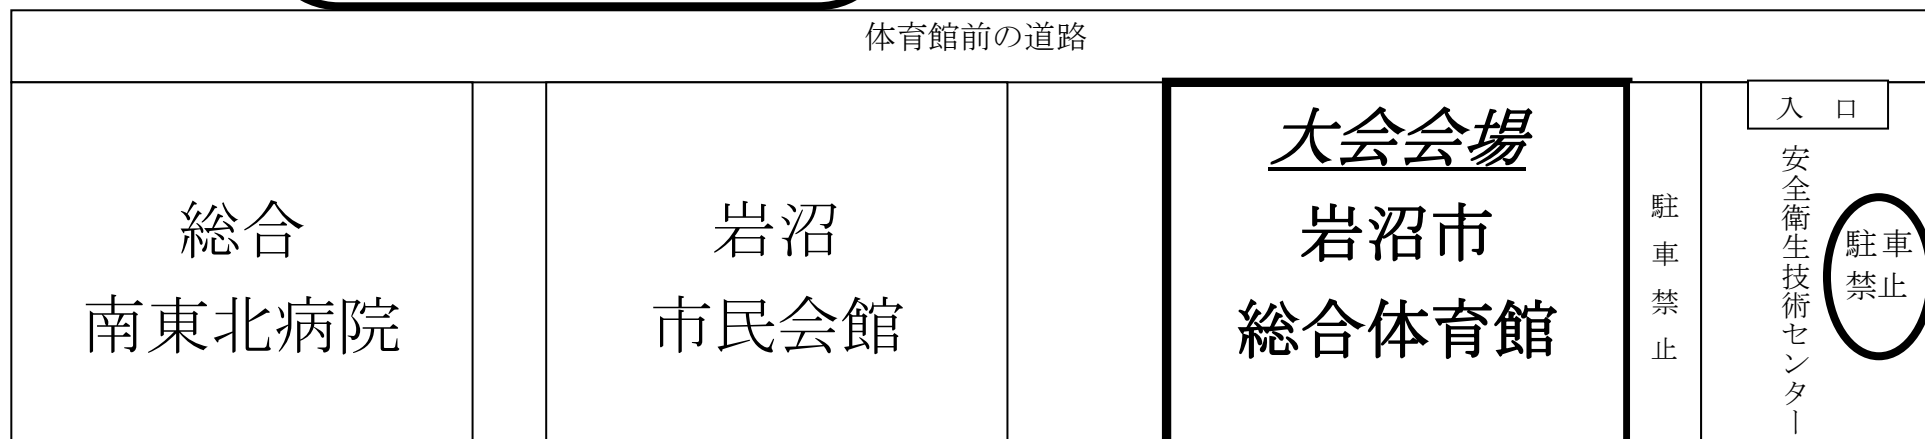 体育館前の道路
総合
南東北病院
岩沼
市民会館
大会会場
岩沼市
総合体育館
駐車禁止
入 口
安全衛生技術センター
駐車
禁止